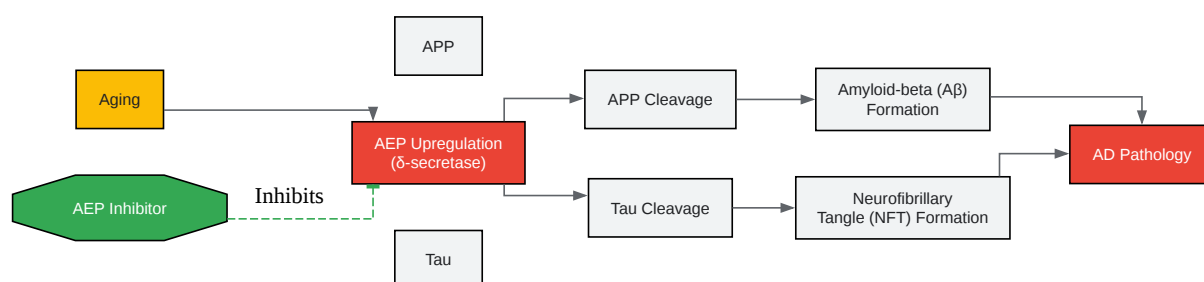 APP
Aging
AEP Upregulation
(δ-secretase)
APP Cleavage
Amyloid-beta (Aβ)
Formation
AD Pathology
AEP Inhibitor
Inhibits
Tau Cleavage
Neurofibrillary
Tangle (NFT) Formation
Tau